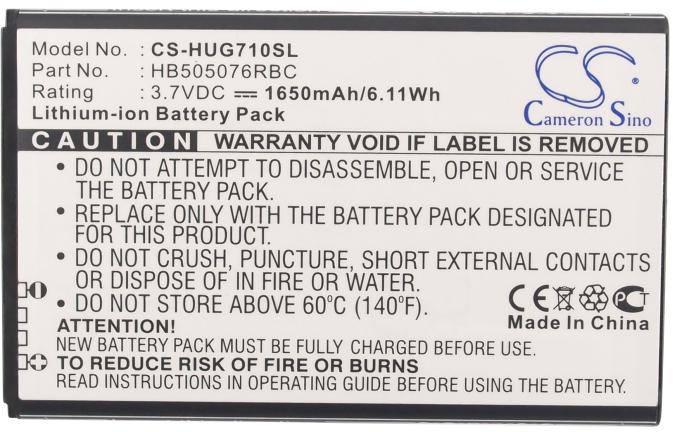 Model No. : CS-HUG710SL
Part No. : HB505076RBC
Rating : 3.7VDC ⎓ 1650mAh/6.11Wh
Lithium-ion Battery Pack
CS
Cameron Sino
CAUTION WARRANTY VOID IF LABEL IS REMOVED
• DO NOT ATTEMPT TO DISASSEMBLE, OPEN OR SERVICE
THE BATTERY PACK.
• REPLACE ONLY WITH THE BATTERY PACK DESIGNATED
FOR THIS PRODUCT.
• DO NOT CRUSH, PUNCTURE, SHORT EXTERNAL CONTACTS
OR DISPOSE OF IN FIRE OR WATER.
• DO NOT STORE ABOVE 60°C (140°F).
CE PCT
Made In China
ATTENTION!
NEW BATTERY PACK MUST BE FULLY CHARGED BEFORE USE.
TO REDUCE RISK OF FIRE OR BURNS
READ INSTRUCTIONS IN OPERATING GUIDE BEFORE USING BATTERY.